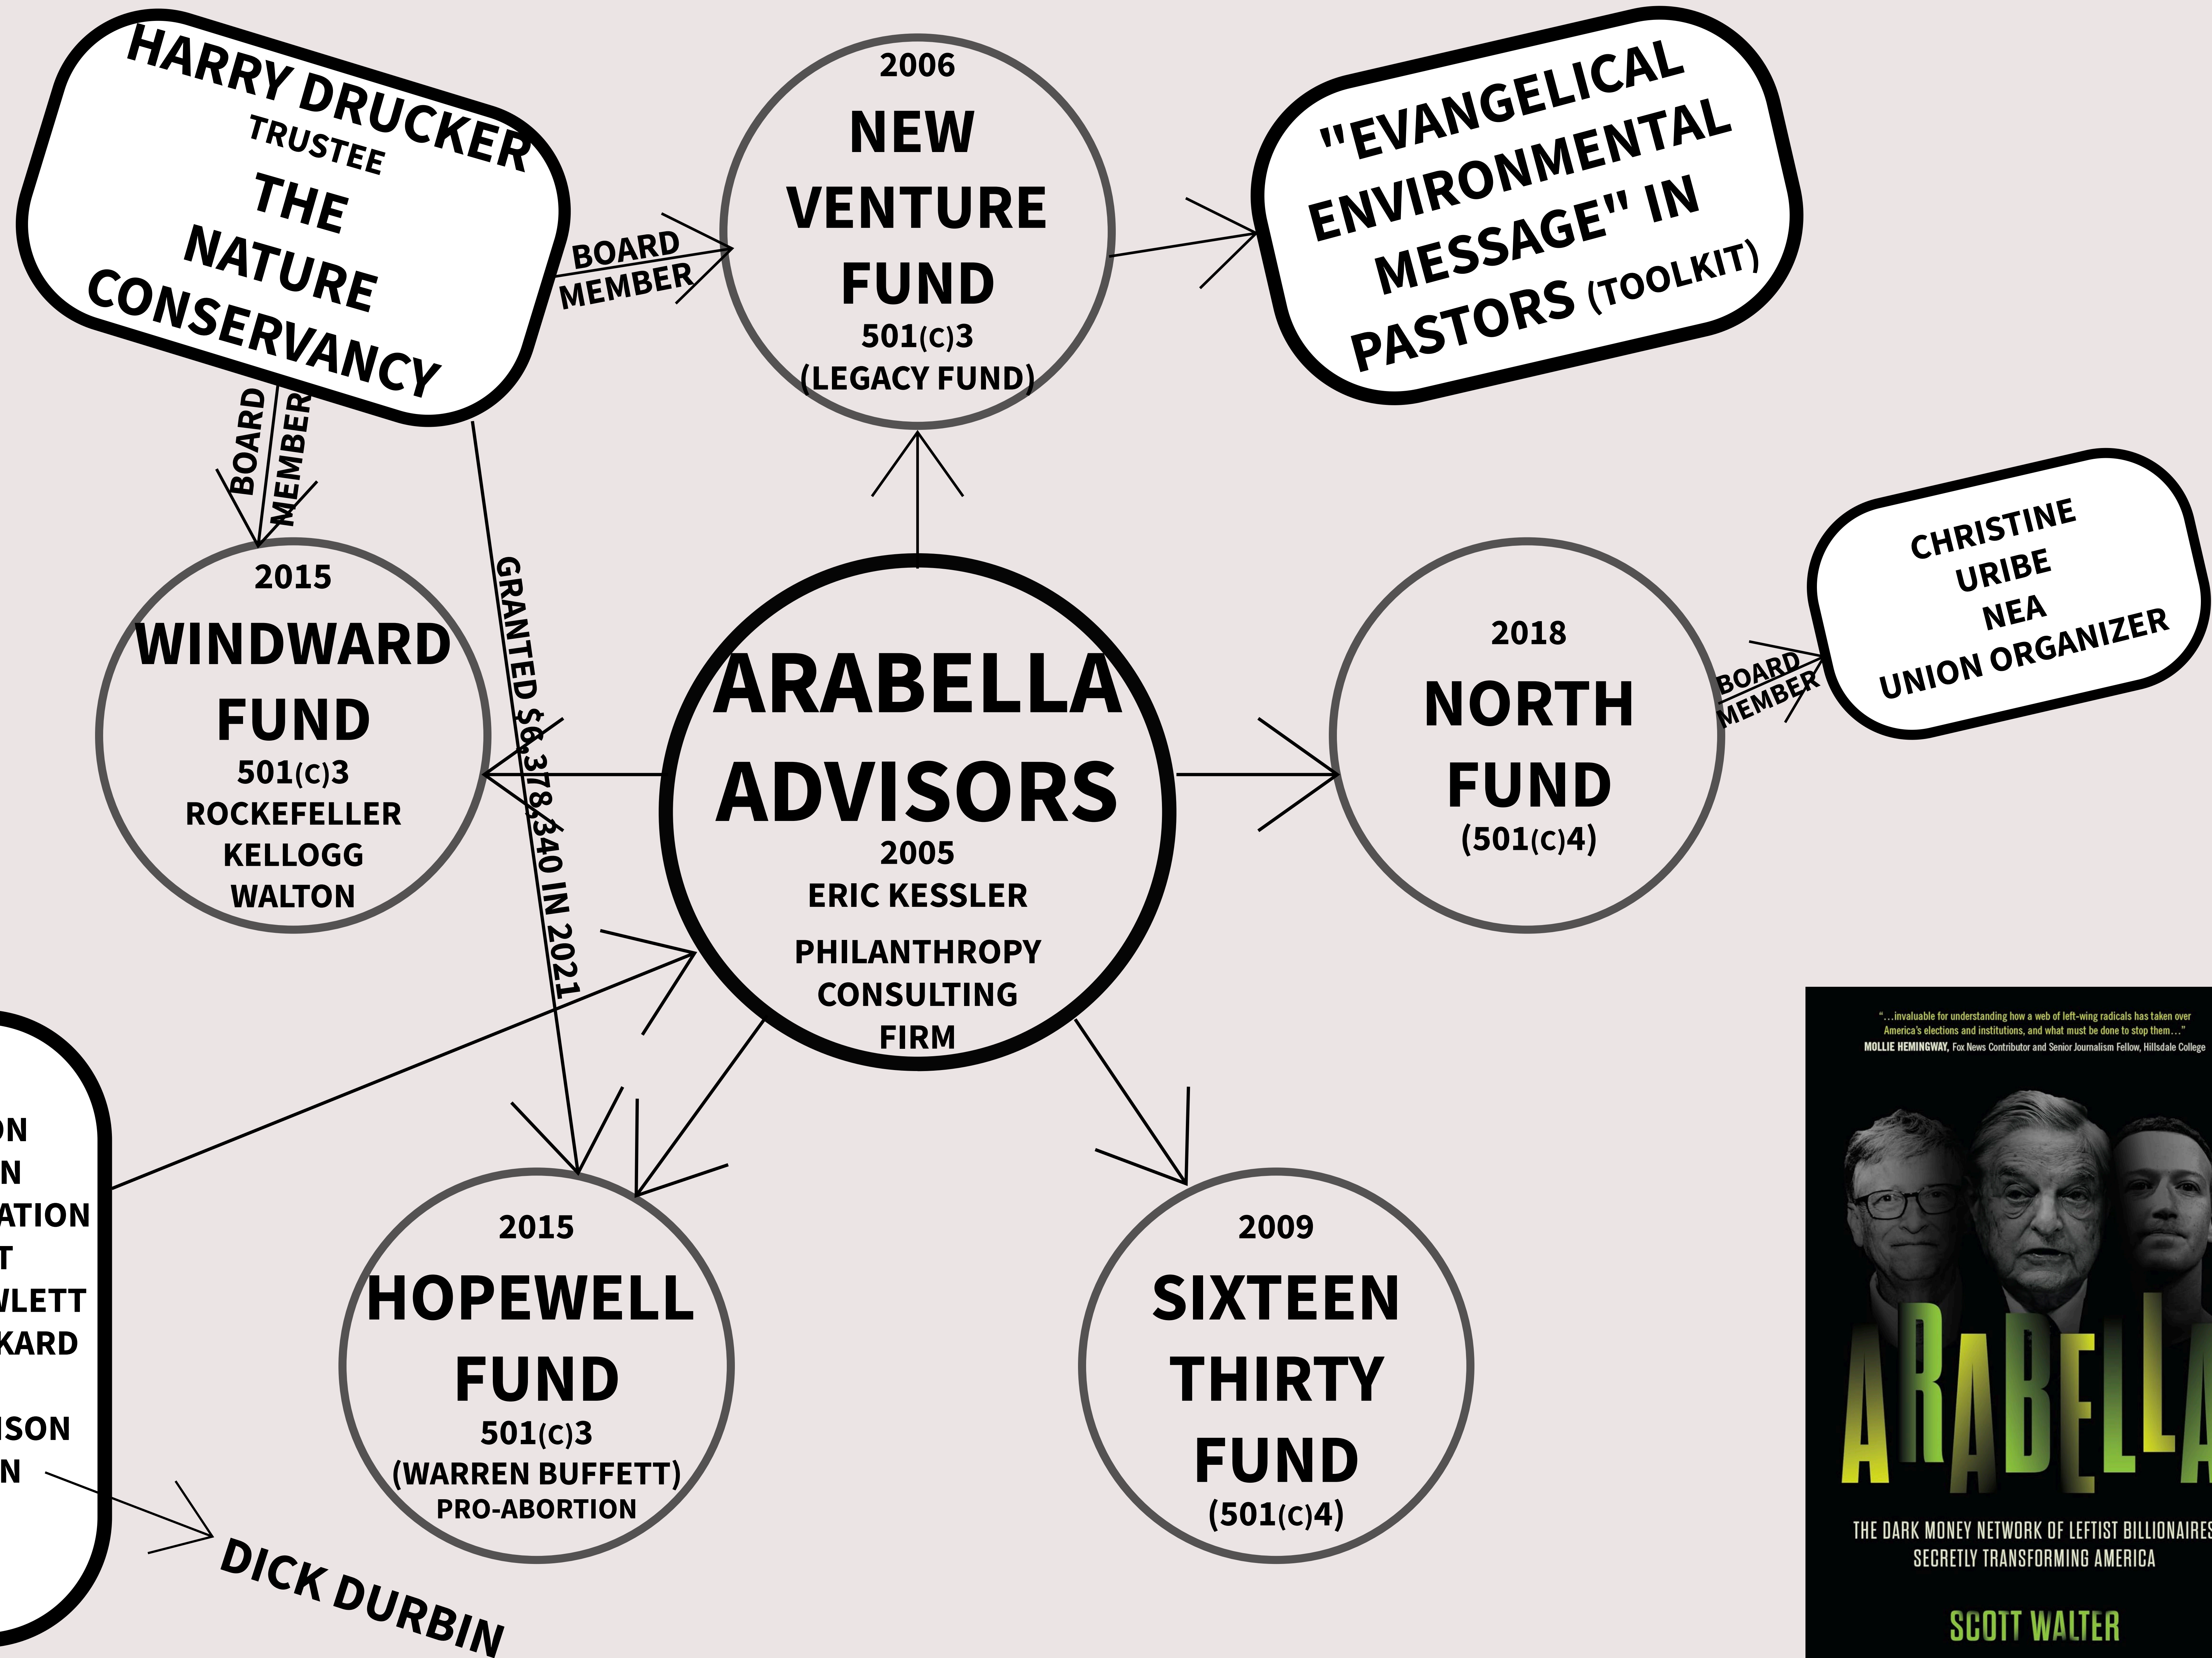 HARRY DRUCKER
TRUSTEE
THE
NATURE
CONSERVANCY
BOARD
MEMBER
2006
NEW
VENTURE
FUND
501(C)3
(LEGACY FUND)
"EVANGELICAL
ENVIRONMENTAL
MESSAGE" IN
PASTORS (TOOLKIT)
BOARD
MEMBER
GRANTED $6,378,340 IN 2021
2015
WINDWARD
FUND
501(C)3
ROCKEFELLER
KELLOGG
WALTON
ARABELLA
ADVISORS
2005
ERIC KESSLER
PHILANTHROPY
CONSULTING
FIRM
2018
NORTH
FUND
(501(C)4)
BOARD
MEMBER
CHRISTINE
URIBE
NEA
UNION ORGANIZER
ON
N
ATION
T
WLETT
KARD
ISON
N
DICK DURBIN
2015
HOPEWELL
FUND
501(C)3
(WARREN BUFFETT)
PRO-ABORTION
2009
SIXTEEN
THIRTY
FUND
(501(C)4)
"...invaluable for understanding how a web of left-wing radicals has taken over
America's elections and institutions, and what must be done to stop them..."
MOLLIE HEMINGWAY, Fox News Contributor and Senior Journalism Fellow, Hillsdale College
ARABELLA
THE DARK MONEY NETWORK OF LEFTIST BILLIONAIRES
SECRETLY TRANSFORMING AMERICA
SCOTT WALTER